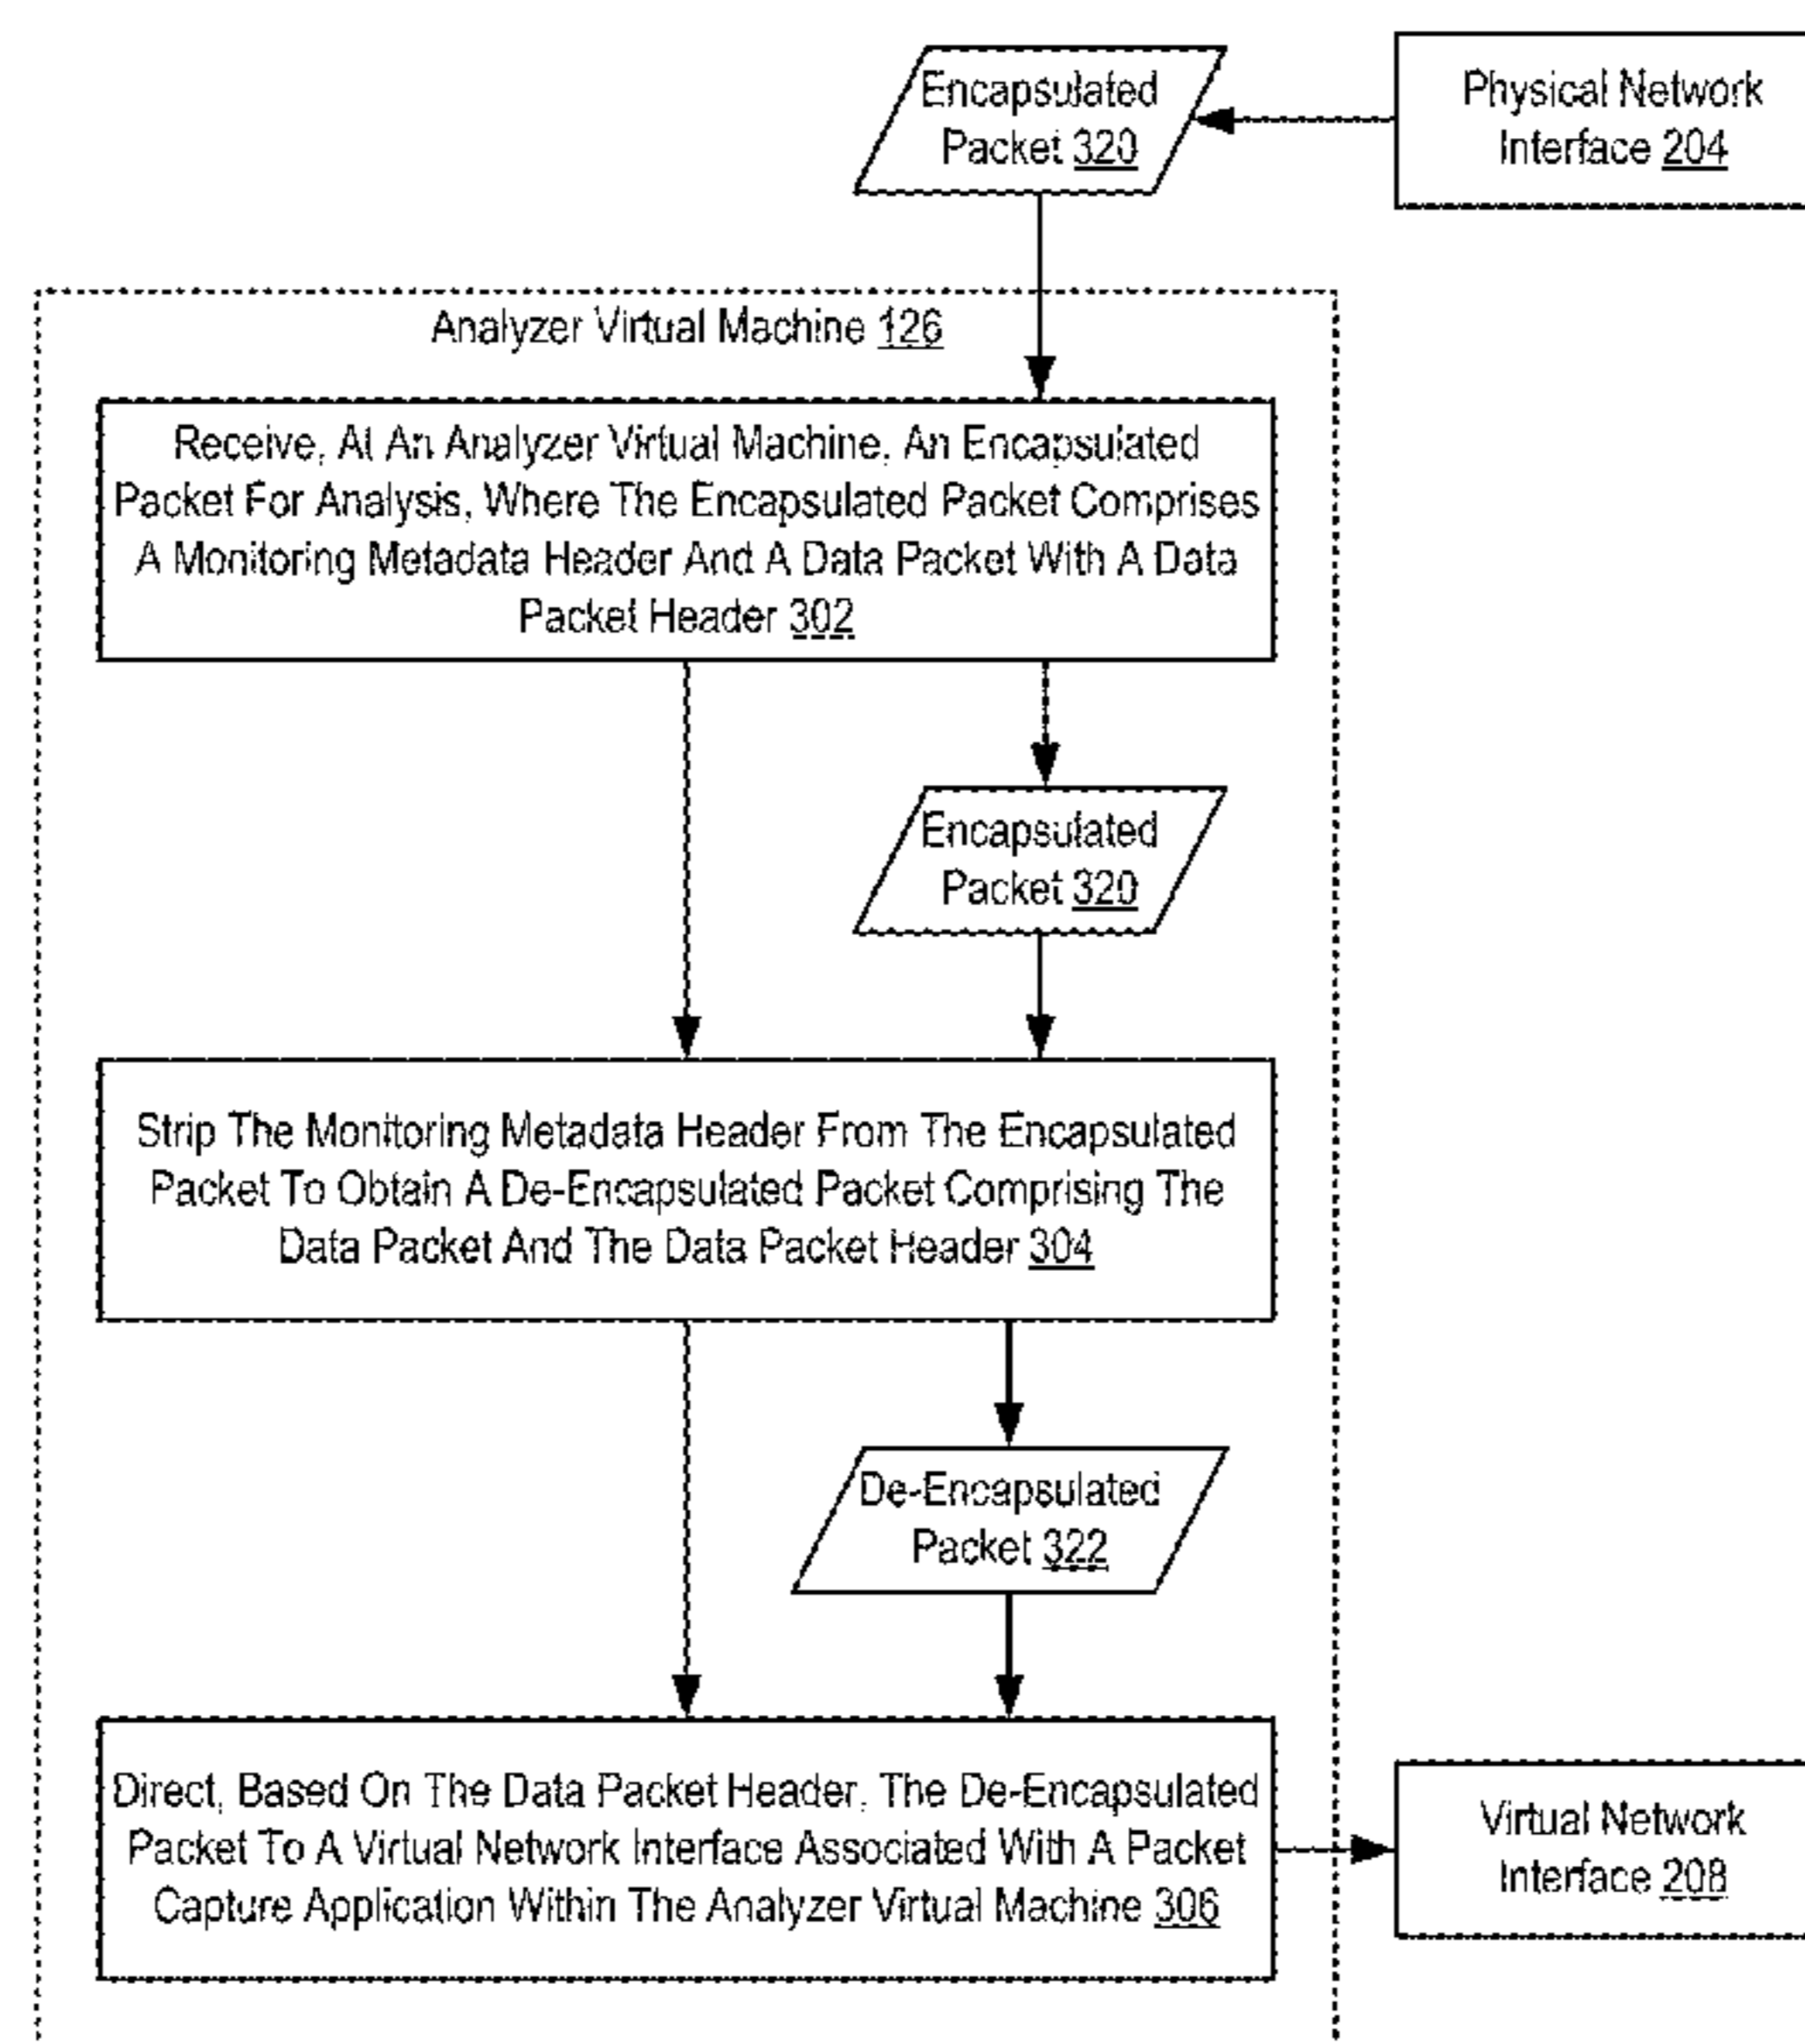 Encapsulated
Packet 320
Physical Network
Interface 204
Analyzer Virtual Machine 126
Receive, At An Analyzer Virtual Machine, An Encapsulated
Packet For Analysis, Where The Encapsulated Packet Comprises
A Monitoring Metadata Header And A Data Packet With A Data
Packet Header 302
Encapsulated
Packet 320
Strip The Monitoring Metadata Header From The Encapsulated
Packet To Obtain A De-Encapsulated Packet Comprising The
Data Packet And The Data Packet Header 304
De-Encapsulated
Packet 322
Direct, Based On The Data Packet Header, The De-Encapsulated
Packet To A Virtual Network Interface Associated With A Packet
Capture Application Within The Analyzer Virtual Machine 306
Virtual Network
Interface 208